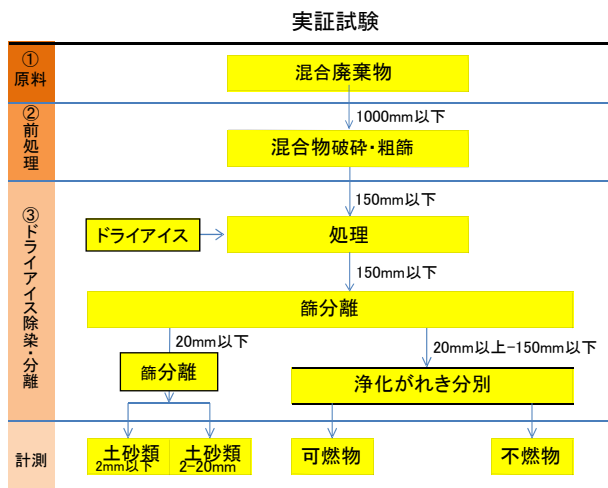 実証試験
①
原料
混合廃棄物
1000mm以下
②
前処理
混合物破砕・粗篩
150mm以下
③
ドライアイス除染・分離
ドライアイス
処理
150mm以下
篩分離
20mm以下
20mm以上-150mm以下
篩分離
浄化がれき分別
計測
土砂類
2mm以下
土砂類
2-20mm
可燃物
不燃物